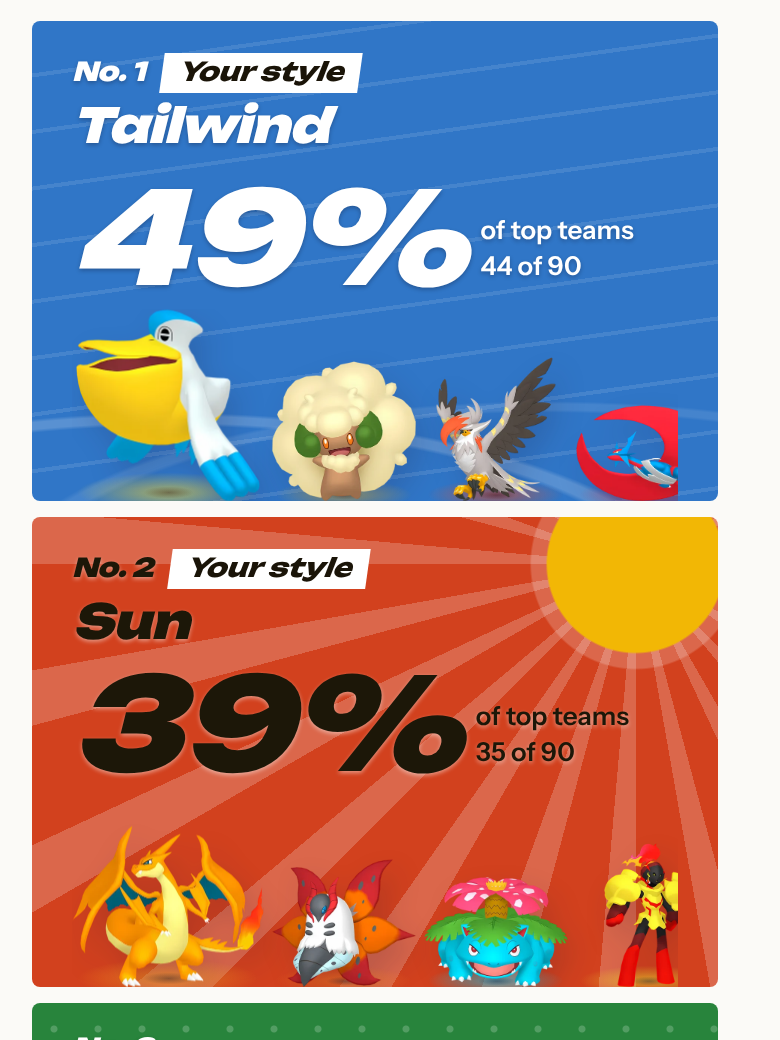 No. 1 Your style
Tailwind
49%
of top teams
44 of 90
No. 2 Your style
Sun
39%
of top teams
35 of 90